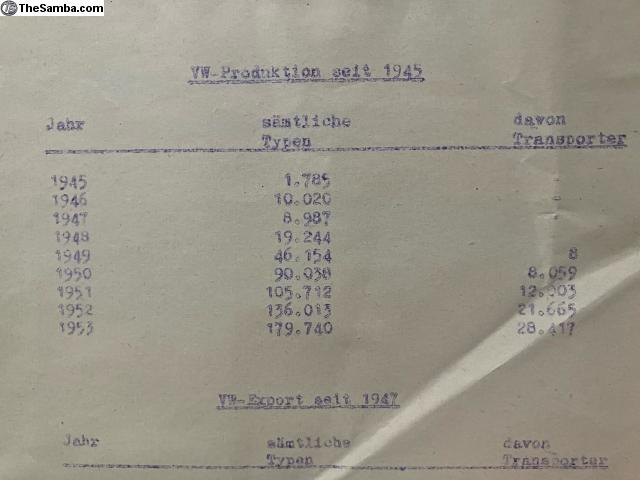 TheSamba.com
VW-Produktion seit 1945
Jahr sämtliche Typen davon Transporter
1945 1.785 -
1946 10.020 -
1947 8.987 -
1948 19.244 -
1949 46.154 8
1950 90.038 8.059
1951 105.712 12.003
1952 136.013 21.665
1953 179.740 28.417
VW-Export seit 1947
Jahr sämtliche Typen davon Transporter